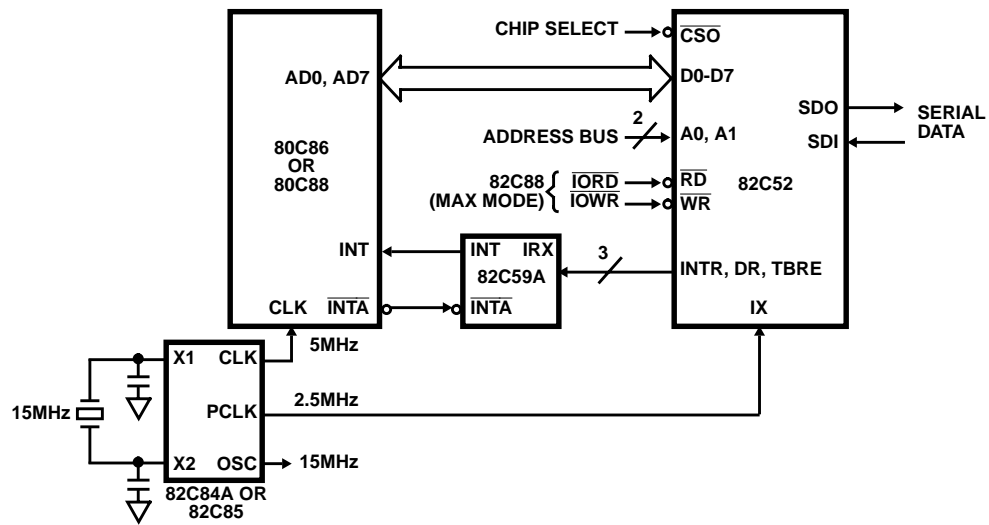 CHIP SELECT
CSO
AD0, AD7
D0-D7
SDO
SERIAL
DATA
SDI
ADDRESS BUS
2
A0, A1
80C86
OR
80C88
82C88
(MAX MODE)
IORD
IOWR
RD
WR
82C52
INT
INT IRX
82C59A
INTA
3
INTR, DR, TBRE
CLK INTA
IX
5MHz
X1 CLK
15MHz
PCLK
2.5MHz
X2 OSC
15MHz
82C84A OR
82C85